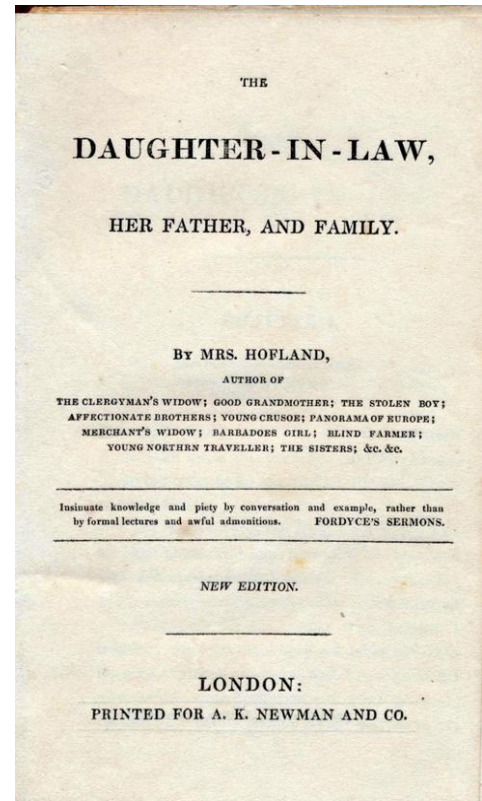 THE
DAUGHTER-IN-LAW,
HER FATHER, AND FAMILY.
BY MRS. HOFLAND,
AUTHOR OF
THE CLERGYMAN'S WIDOW; GOOD GRANDMOTHER; THE STOLEN BOY;
AFFECTIONATE BROTHERS; YOUNG CRUSOE; PANORAMA OF EUROPE;
MERCHANT'S WIDOW; BARBADOES GIRL; BLIND FARMER;
YOUNG NORTHRN TRAVELLER; THE SISTERS; &c. &c.
Insinuate knowledge and piety by conversation and example, rather than
by formal lectures and awful admonitions. FORDYCE'S SERMONS.
NEW EDITION.
LONDON:
PRINTED FOR A. K. NEWMAN AND CO.